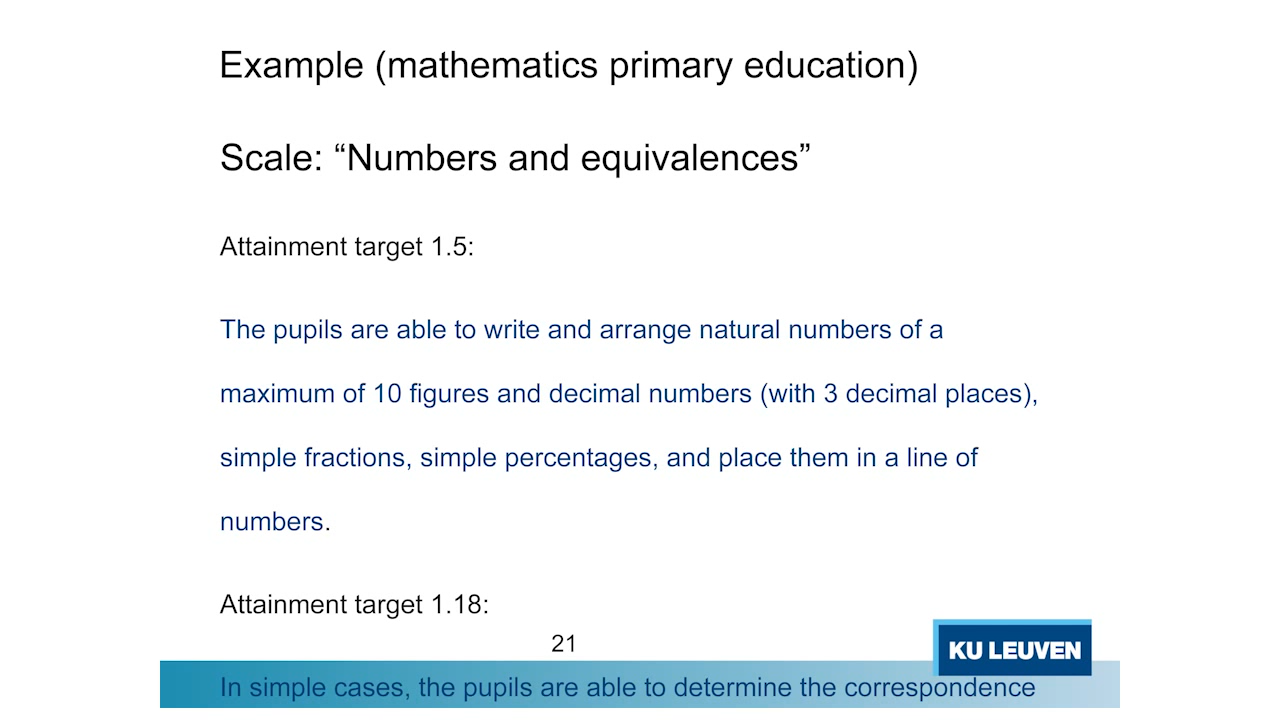 Example (mathematics primary education)
Scale: “Numbers and equivalences”
Attainment target 1.5:
The pupils are able to write and arrange natural numbers of a
maximum of 10 figures and decimal numbers (with 3 decimal places),
simple fractions, simple percentages, and place them in a line of
numbers.
Attainment target 1.18:
21
KU LEUVEN
In simple cases, the pupils are able to determine the correspondence